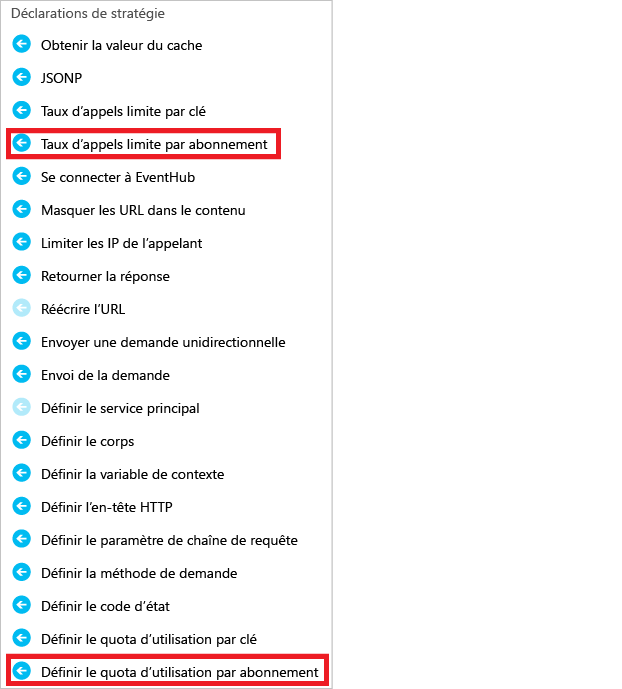 Déclarations de stratégie
Obtenir la valeur du cache
JSONP
Taux d’appels limite par clé
Taux d’appels limite par abonnement
Se connecter à EventHub
Masquer les URL dans le contenu
Limiter les IP de l’appelant
Retourner la réponse
Réécrire l’URL
Envoyer une demande unidirectionnelle
Envoi de la demande
Définir le service principal
Définir le corps
Définir la variable de contexte
Définir l’en-tête HTTP
Définir le paramètre de chaîne de requête
Définir la méthode de demande
Définir le code d’état
Définir le quota d’utilisation par clé
Définir le quota d’utilisation par abonnement